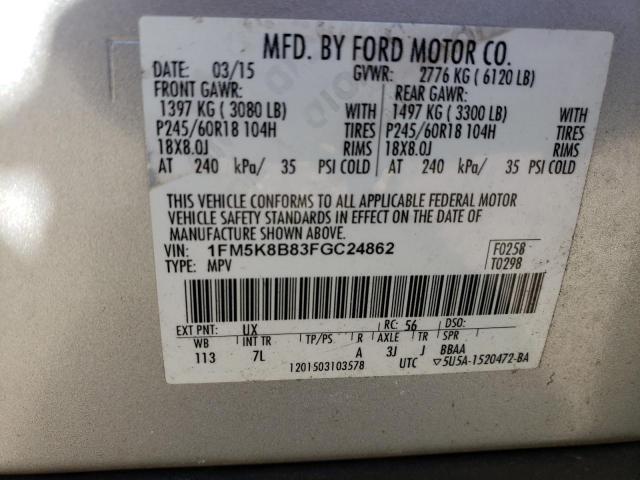 MFD. BY FORD MOTOR CO.
DATE: 03/15 GVWR: 2776 KG ( 6120 LB)
FRONT GAWR: REAR GAWR:
1397 KG ( 3080 LB) WITH 1497 KG ( 3300 LB) WITH
P245/60R18 104H TIRES P245/60R18 104H TIRES
18X8.0J RIMS 18X8.0J RIMS
AT 240 kPa/ 35 PSI COLD AT 240 kPa/ 35 PSI COLD
THIS VEHICLE CONFORMS TO ALL APPLICABLE FEDERAL MOTOR
VEHICLE SAFETY STANDARDS IN EFFECT ON THE DATE OF
MANUFACTURE SHOWN ABOVE.
VIN: 1FM5K8B83FGC24862 F0258
TYPE: MPV T0298
EXT PNT: UX RC: 56 DSO:
WB INT TR TP/PS R AXLE TR SPR
113 7L A 3J J BBAA
1201503103578 UTC ▽5U5A-1520472-BA